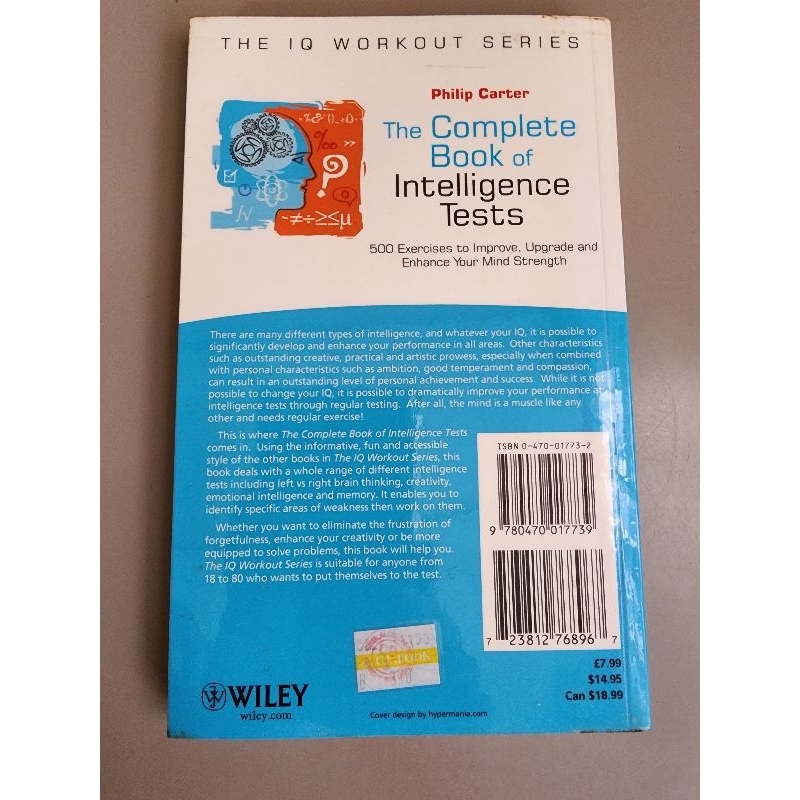 THE IQ WORKOUT SERIES
Philip Carter
The Complete
Book of
Intelligence
Tests
500 Exercises to Improve, Upgrade and
Enhance Your Mind Strength
There are many different types of intelligence, and whatever your IQ, it is possible to
significantly develop and enhance your performance in all areas. Other characteristics
such as outstanding creative, practical and artistic prowess, especially when combined
with personal characteristics such as ambition, good temperament and compassion,
can result in an outstanding level of personal achievement and success. While it is not
possible to change your IQ, it is possible to dramatically improve your performance at
intelligence tests through regular testing. After all, the mind is a muscle like any
other and needs regular exercise!
This is where The Complete Book of Intelligence Tests
comes in. Using the informative, fun and accessible
style of the other books in The IQ Workout Series, this
book deals with a whole range of different intelligence
tests including left vs right brain thinking, creativity,
emotional intelligence and memory. It enables you to
identify specific areas of weakness then work on them.
Whether you want to eliminate the frustration of
forgetfulness, enhance your creativity or be more
equipped to solve problems, this book will help you.
The IQ Workout Series is suitable for anyone from
18 to 80 who wants to put themselves to the test.
ISBN 0-470-01773-2
9 780470 017739
7 23812 76896 7
£7.99
$14.95
Can $18.99
WILEY
wiley.com
Cover design by hypermania.com